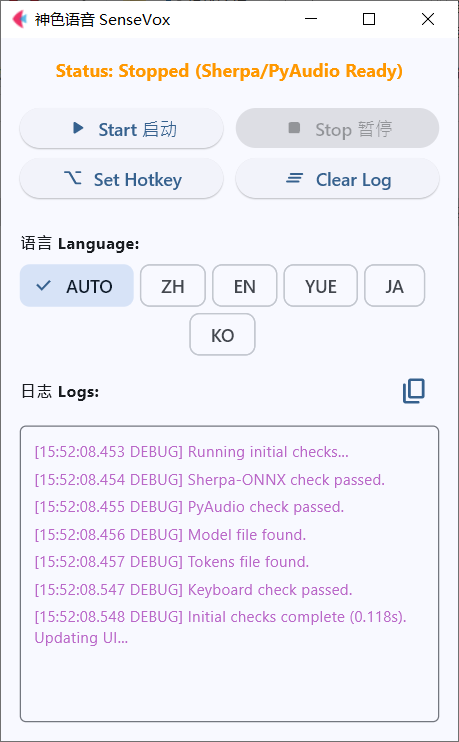 神色语音 SenseVox
Status: Stopped (Sherpa/PyAudio Ready)
Start 启动
Stop 暂停
Set Hotkey
Clear Log
语言 Language:
AUTO
ZH
EN
YUE
JA
KO
日志 Logs:
[15:52:08.453 DEBUG] Running initial checks...
[15:52:08.454 DEBUG] Sherpa-ONNX check passed.
[15:52:08.455 DEBUG] PyAudio check passed.
[15:52:08.456 DEBUG] Model file found.
[15:52:08.457 DEBUG] Tokens file found.
[15:52:08.547 DEBUG] Keyboard check passed.
[15:52:08.548 DEBUG] Initial checks complete (0.118s).
Updating UI...